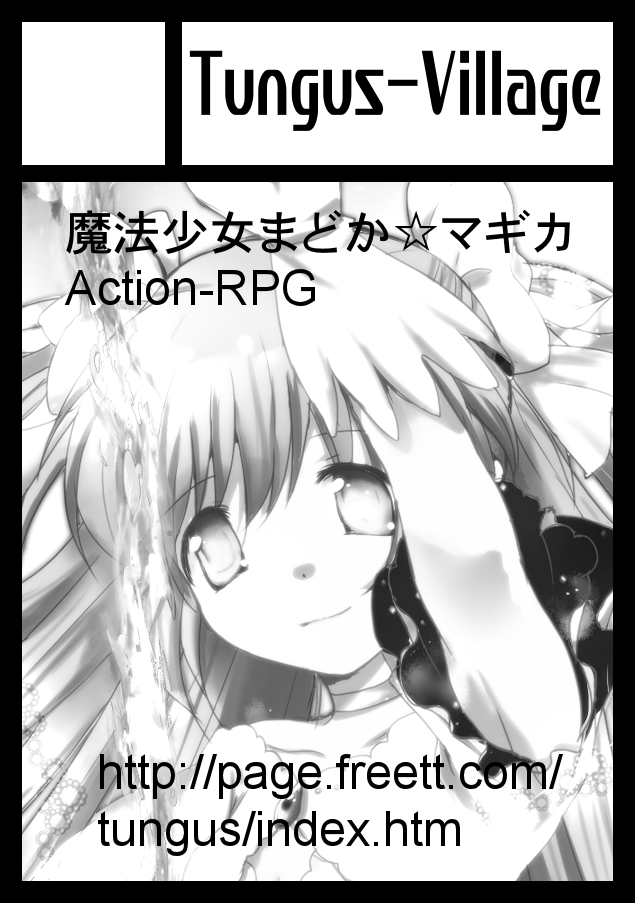 Tungus-Village
魔法少女まどか☆マギカ
Action-RPG
http://page.freett.com/
tungus/index.htm